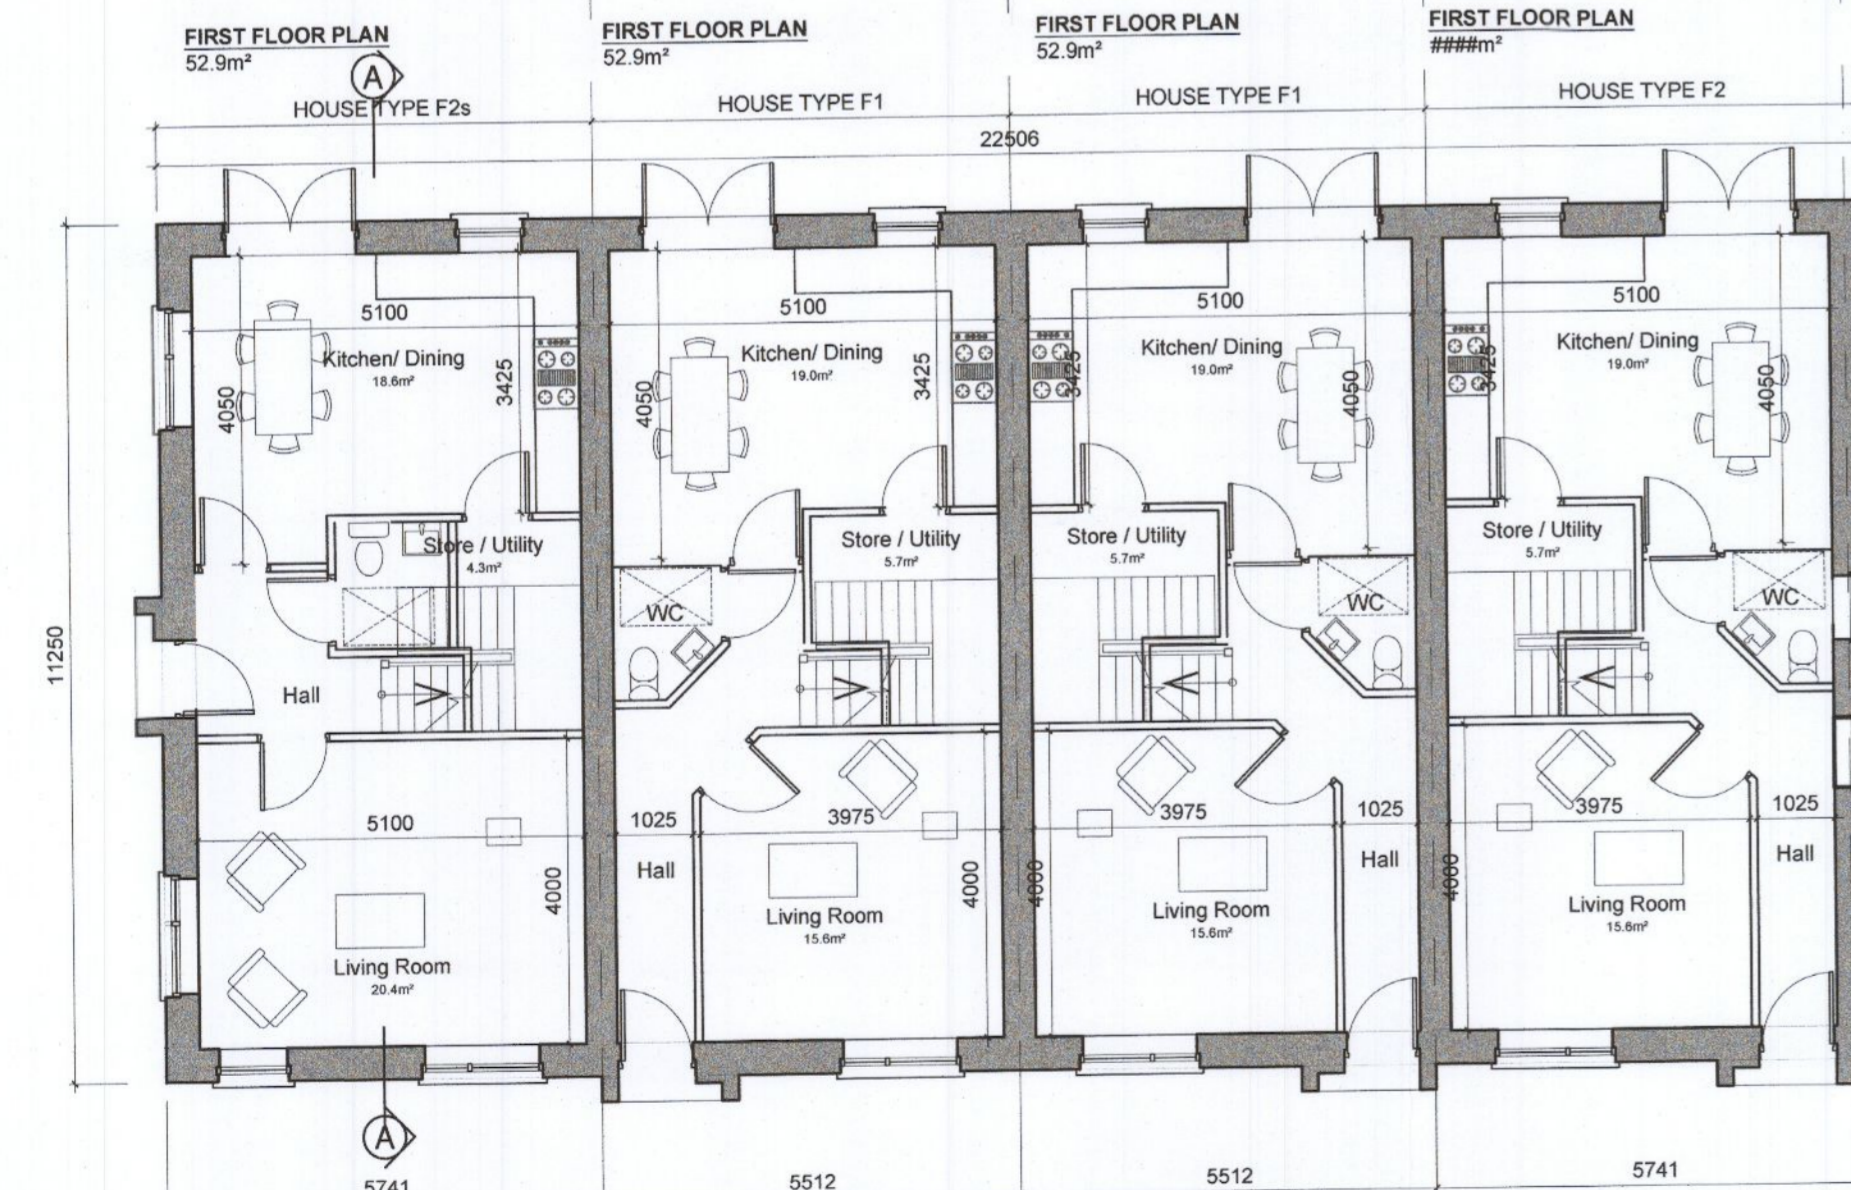 FIRST FLOOR PLAN
52.9m²
FIRST FLOOR PLAN
52.9m²
FIRST FLOOR PLAN
52.9m²
FIRST FLOOR PLAN
####m²
A
HOUSE TYPE F2s
HOUSE TYPE F1
HOUSE TYPE F1
HOUSE TYPE F2
22506
5100
5100
5100
5100
Kitchen/ Dining
18.6m²
Kitchen/ Dining
19.0m²
Kitchen/ Dining
19.0m²
Kitchen/ Dining
19.0m²
4050
3425
4050
3425
3425
4050
3425
4050
Store / Utility
4.3m²
Store / Utility
5.7m²
Store / Utility
5.7m²
Store / Utility
5.7m²
WC
WC
WC
11250
Hall
5100
1025
3975
3975
1025
3975
1025
Hall
Hall
Hall
4000
4000
4000
4000
Living Room
20.4m²
Living Room
15.6m²
Living Room
15.6m²
Living Room
15.6m²
A
5741
5512
5512
5741